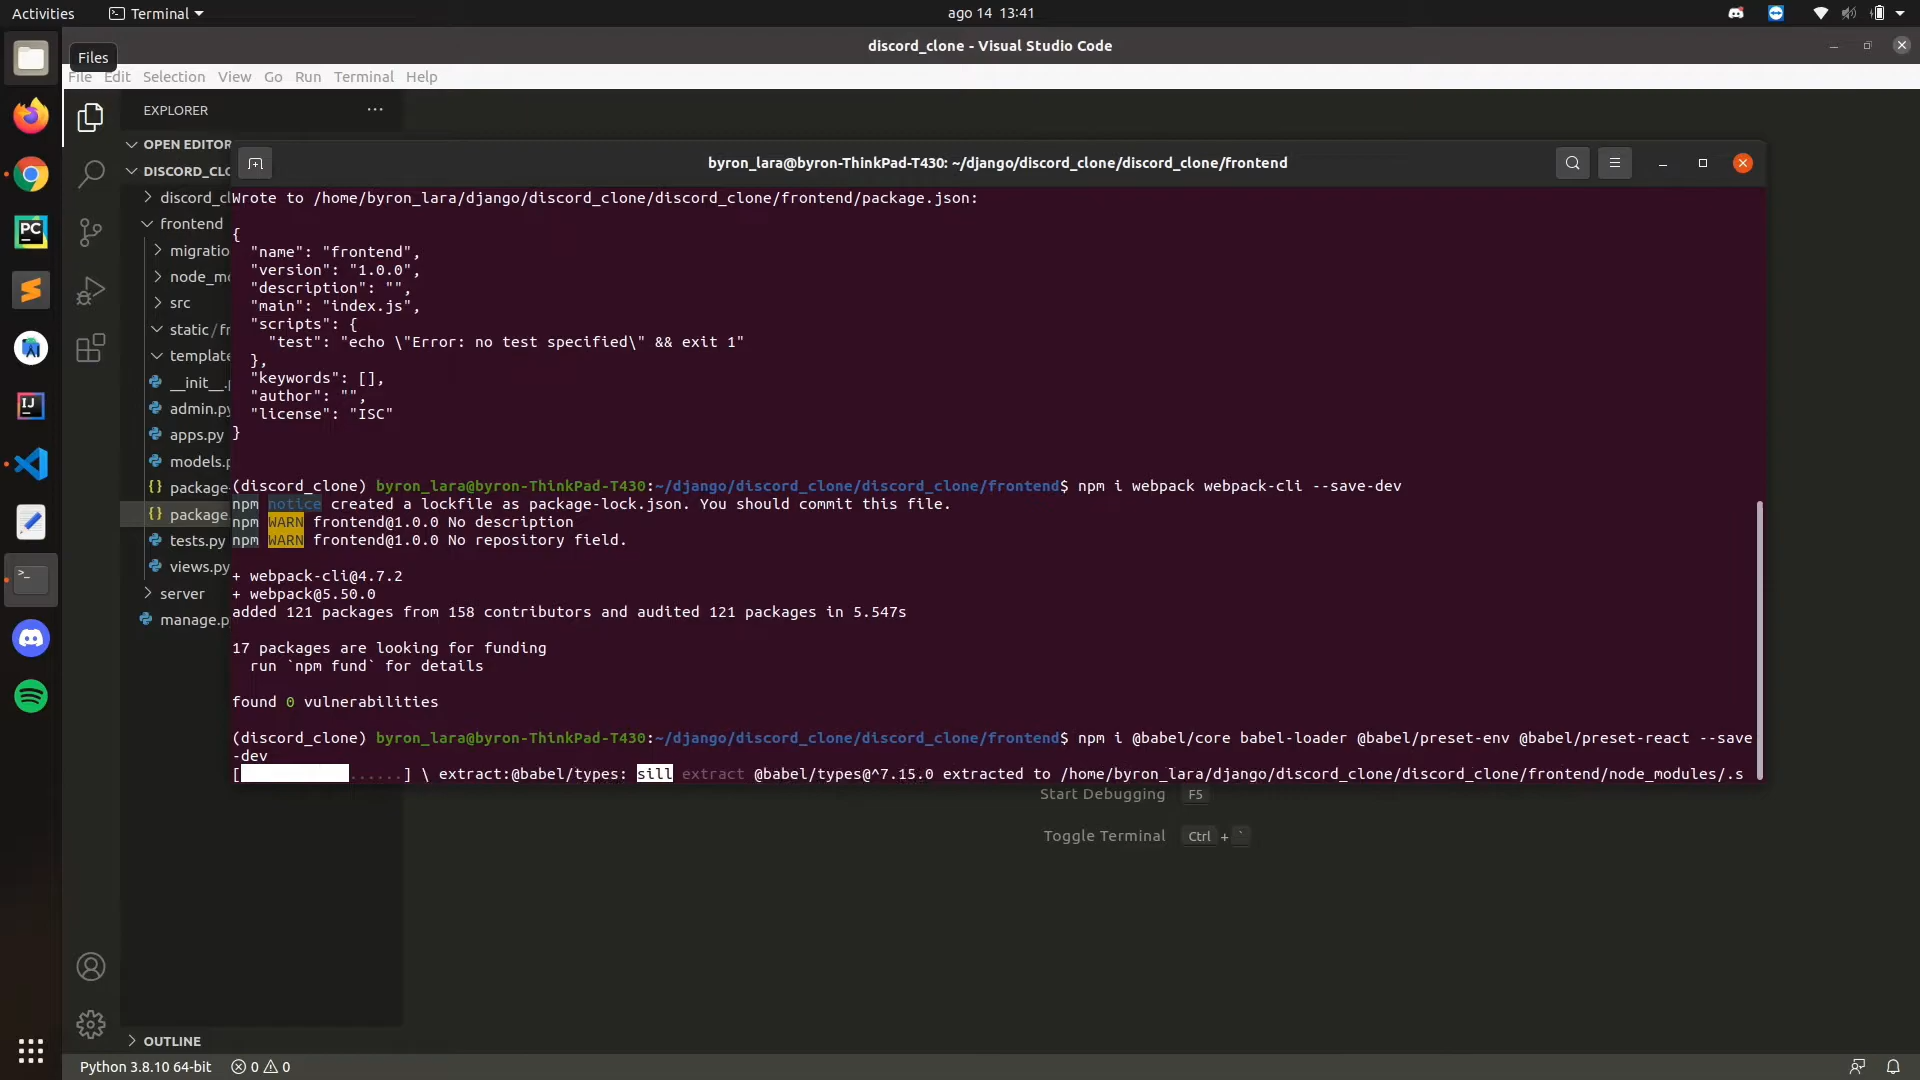 Activities
Terminal
ago 14 13:41
Files
discord_clone - Visual Studio Code
File Edit Selection View Go Run Terminal Help
EXPLORER
OPEN EDITOR
DISCORD_CLO
discord_cl
frontend
migratio
node_mo
src
static/fr
template
__init__.p
admin.py
apps.py
models.p
package-
package
tests.py
views.py
server
manage.p
OUTLINE
byron_lara@byron-ThinkPad-T430: ~/django/discord_clone/discord_clone/frontend
Wrote to /home/byron_lara/django/discord_clone/discord_clone/frontend/package.json:
{
"name": "frontend",
"version": "1.0.0",
"description": "",
"main": "index.js",
"scripts": {
"test": "echo \"Error: no test specified\" && exit 1"
},
"keywords": [],
"author": "",
"license": "ISC"
}
(discord_clone) byron_lara@byron-ThinkPad-T430:~/django/discord_clone/discord_clone/frontend$ npm i webpack webpack-cli --save-dev
npm notice created a lockfile as package-lock.json. You should commit this file.
npm WARN frontend@1.0.0 No description
npm WARN frontend@1.0.0 No repository field.
+ webpack-cli@4.7.2
+ webpack@5.50.0
added 121 packages from 158 contributors and audited 121 packages in 5.547s
17 packages are looking for funding
run `npm fund` for details
found 0 vulnerabilities
(discord_clone) byron_lara@byron-ThinkPad-T430:~/django/discord_clone/discord_clone/frontend$ npm i @babel/core babel-loader @babel/preset-env @babel/preset-react --save
-dev
[ ......] \ extract:@babel/types: sill extract @babel/types@^7.15.0 extracted to /home/byron_lara/django/discord_clone/discord_clone/frontend/node_modules/.s
Start Debugging F5
Toggle Terminal Ctrl + `
Python 3.8.10 64-bit 0 0